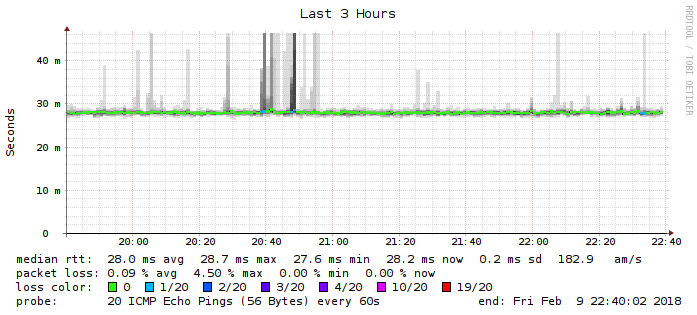 Last 3 Hours
RRDTOOL / TOBI OETIKER
Seconds
40 m
30 m
20 m
10 m
0
20:00 20:20 20:40 21:00 21:20 21:40 22:00 22:20 22:40
median rtt: 28.0 ms avg 28.7 ms max 27.6 ms min 28.2 ms now 0.2 ms sd 182.9 am/s
packet loss: 0.09 % avg 4.50 % max 0.00 % min 0.00 % now
loss color: 0 1/20 2/20 3/20 4/20 10/20 19/20
probe: 20 ICMP Echo Pings (56 Bytes) every 60s end: Fri Feb 9 22:40:02 2018